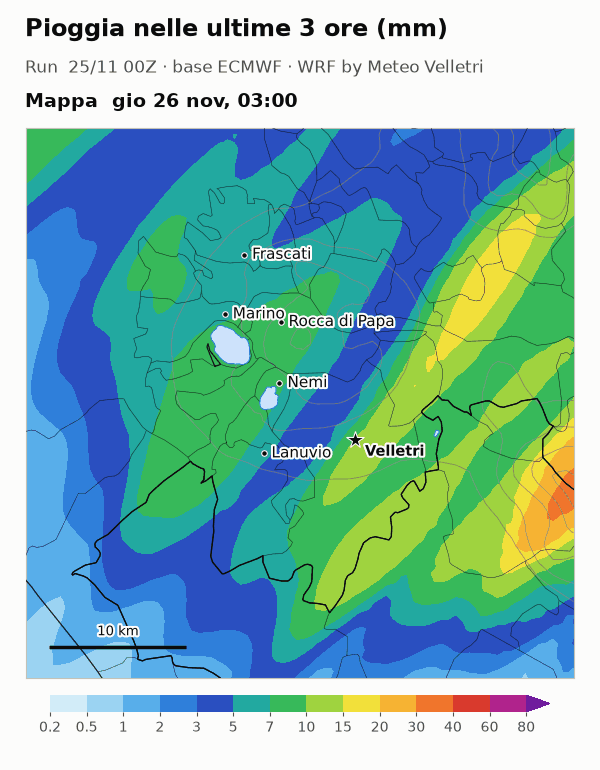 Pioggia nelle ultime 3 ore (mm)
Run  25/11 00Z · base ECMWF · WRF by Meteo Velletri
Mappa  gio 26 nov, 03:00
Frascati
Marino
Rocca di Papa
Nemi
Velletri
Lanuvio
10 km
0.2 0.5 1 2 3 5 7 10 15 20 30 40 60 80